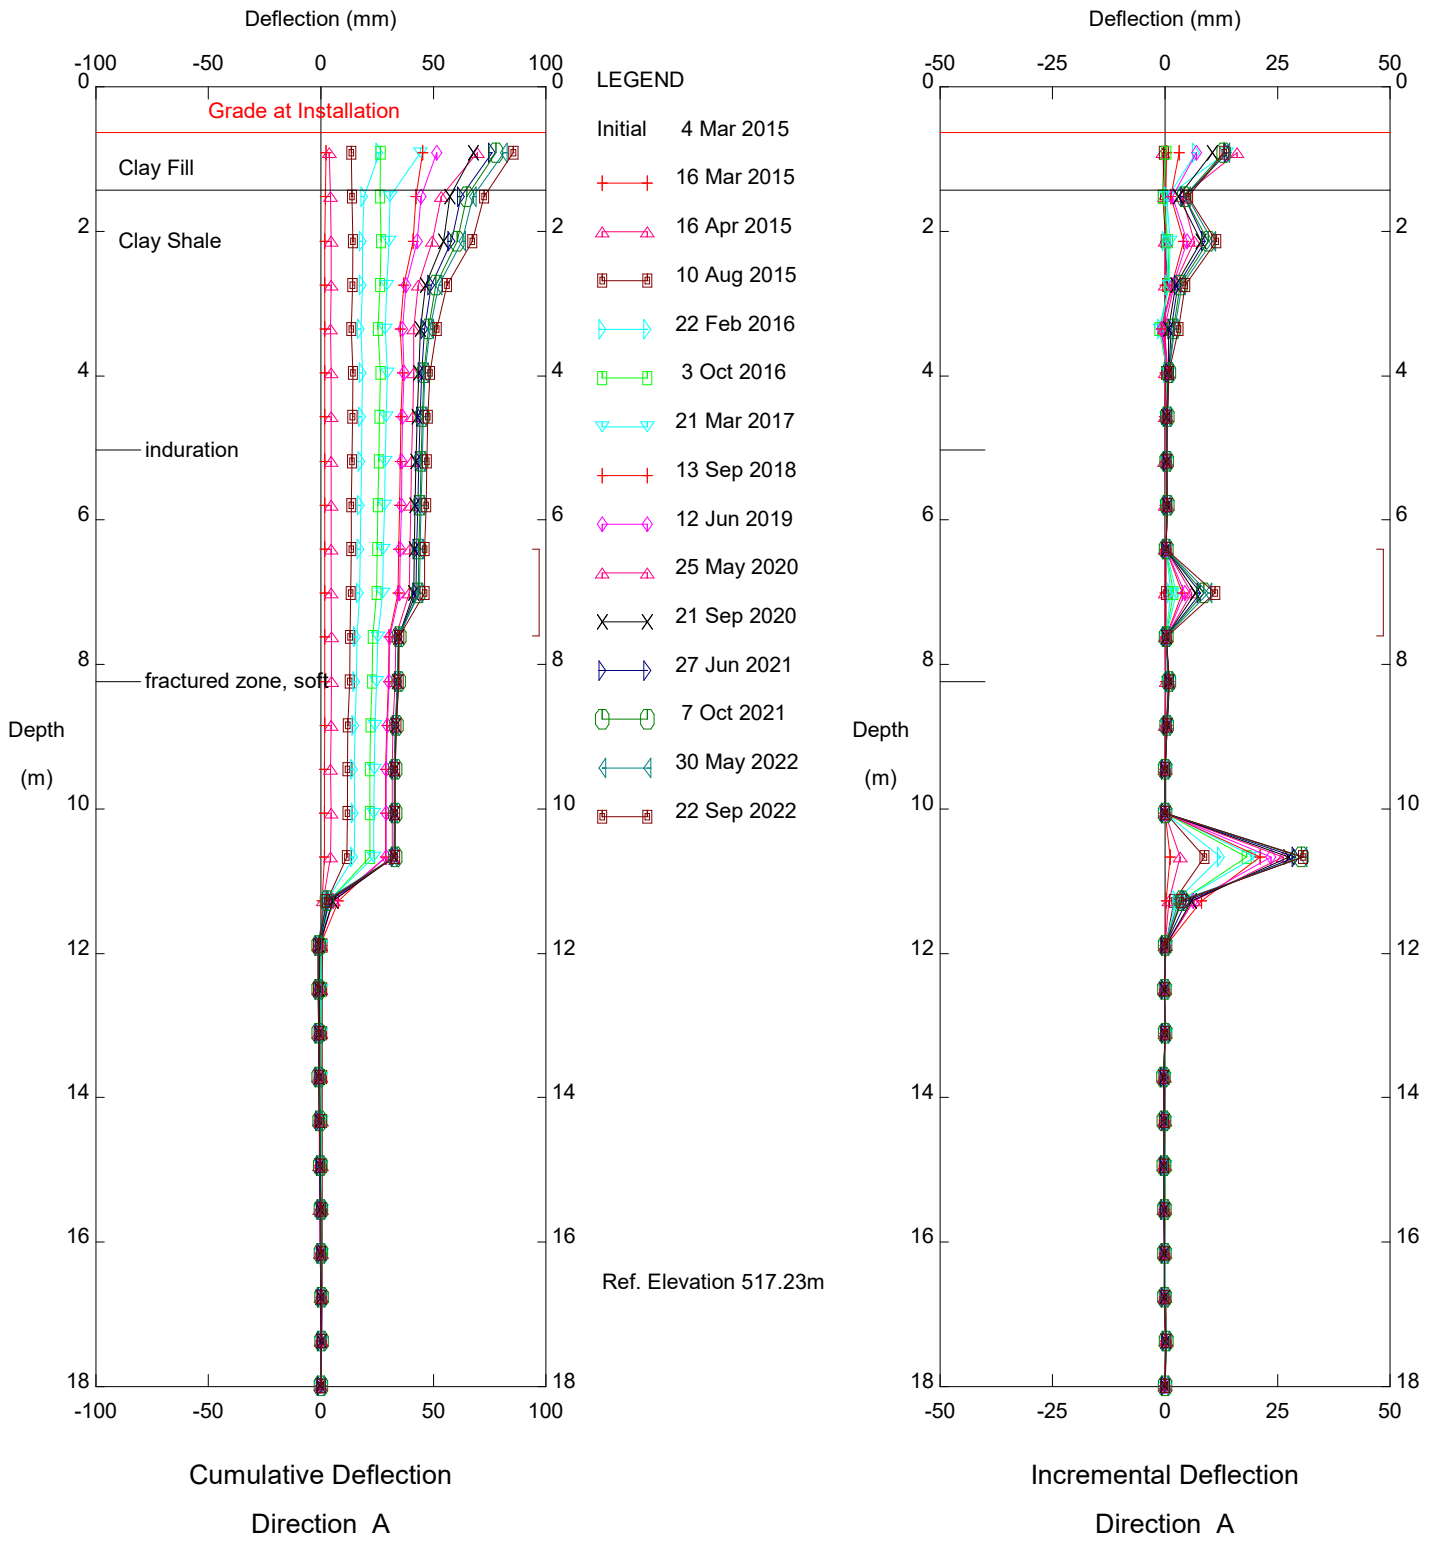 Deflection (mm)
-100 -50 0 50 100
0 0
Grade at Installation
Clay Fill
2 2
Clay Shale
4 4
induration
6 6
8 8
fractured zone, soft
Depth
(m)
10 10
12 12
14 14
16 16
18 18
-100 -50 0 50 100
Cumulative Deflection
Direction A
LEGEND
Initial 4 Mar 2015
16 Mar 2015
16 Apr 2015
10 Aug 2015
22 Feb 2016
3 Oct 2016
21 Mar 2017
13 Sep 2018
12 Jun 2019
25 May 2020
21 Sep 2020
27 Jun 2021
7 Oct 2021
30 May 2022
22 Sep 2022
Ref. Elevation 517.23m
Deflection (mm)
-50 -25 0 25 50
0 0
2 2
4 4
6 6
8 8
Depth
(m)
10 10
12 12
14 14
16 16
18 18
-50 -25 0 25 50
Incremental Deflection
Direction A